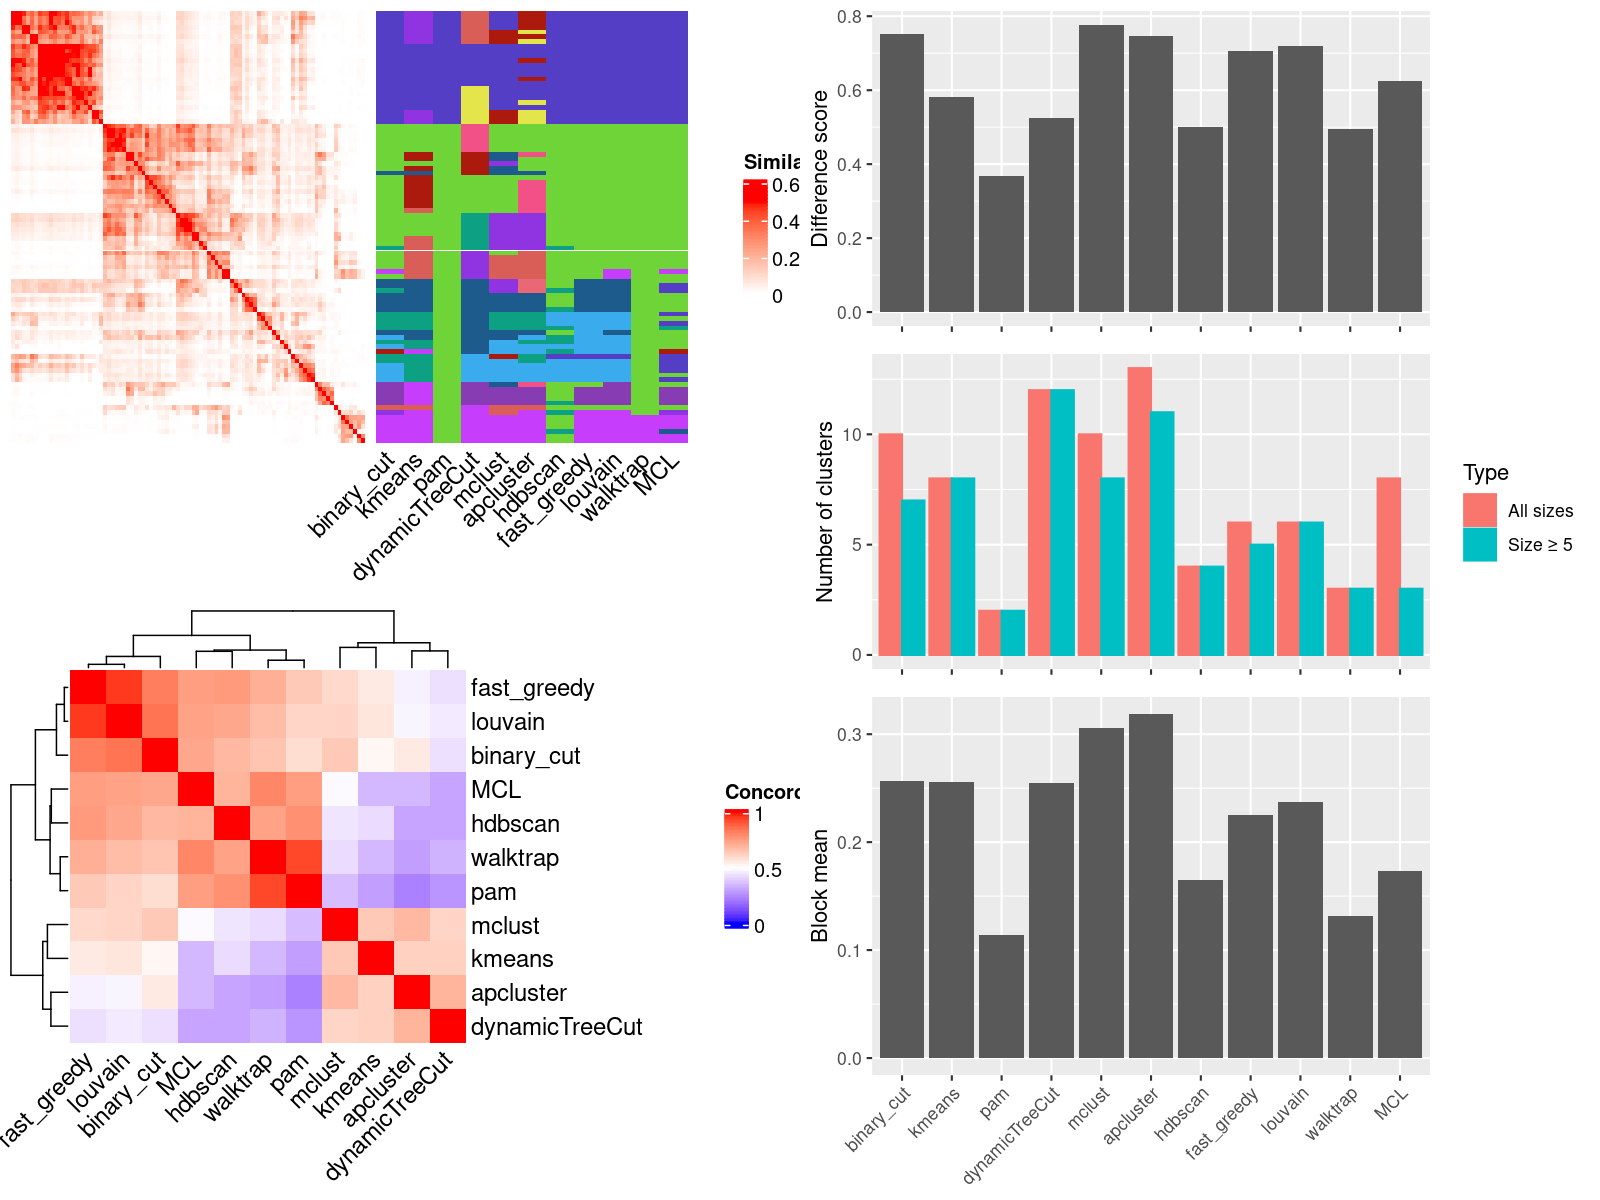 Simila
0.6
0.4
0.2
0
binary_cut
kmeans
pam
dynamicTreeCut
mclust
apcluster
hdbscan
fast_greedy
louvain
walktrap
MCL
fast_greedy
louvain
binary_cut
MCL
hdbscan
walktrap
pam
mclust
kmeans
apcluster
dynamicTreeCut
fast_greedy
louvain
binary_cut
MCL
hdbscan
walktrap
pam
mclust
kmeans
apcluster
dynamicTreeCut
Concord
1
0.5
0
Difference score
0.8
0.6
0.4
0.2
0.0
Number of clusters
10
5
0
Type
All sizes
Size ≥ 5
Block mean
0.3
0.2
0.1
0.0
binary_cut
kmeans
pam
dynamicTreeCut
mclust
apcluster
hdbscan
fast_greedy
louvain
walktrap
MCL